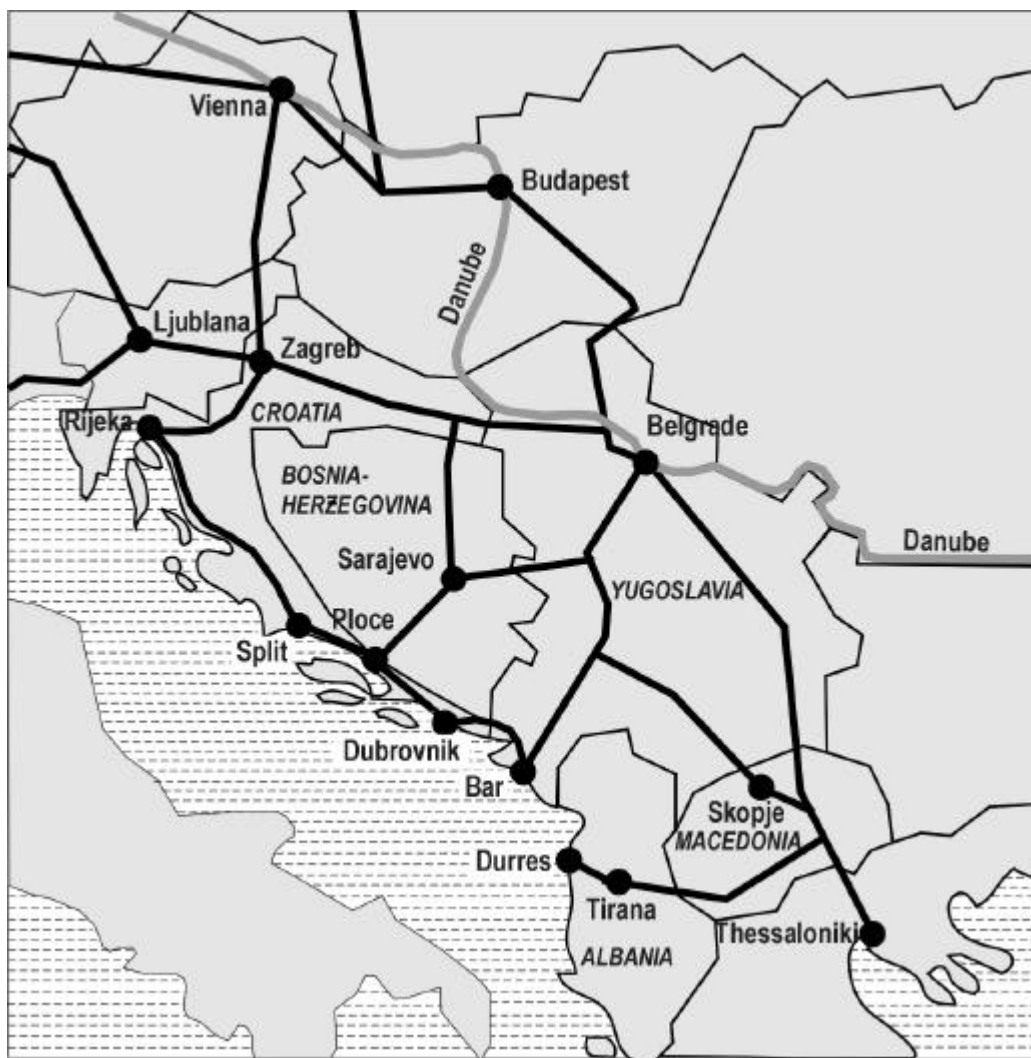 Vienna
Budapest
Danube
Ljublana
Zagreb
CROATIA
Rijeka
Belgrade
BOSNIA-
HERZEGOVINA
Danube
Sarajevo
YUGOSLAVIA
Ploce
Split
Dubrovnik
Bar
Skopje
MACEDONIA
Durres
Tirana
Thessaloniki
ALBANIA